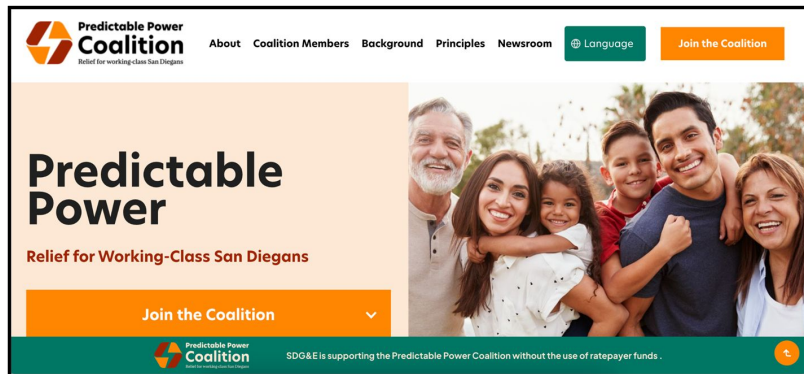 Predictable Power
Coalition
Relief for working-class San Diegans
About Coalition Members Background Principles Newsroom Language Join the Coalition
Predictable
Power
Relief for Working-Class San Diegans
Join the Coalition
Predictable Power
Coalition
Relief for working-class San Diegans
SDG&E is supporting the Predictable Power Coalition without the use of ratepayer funds .